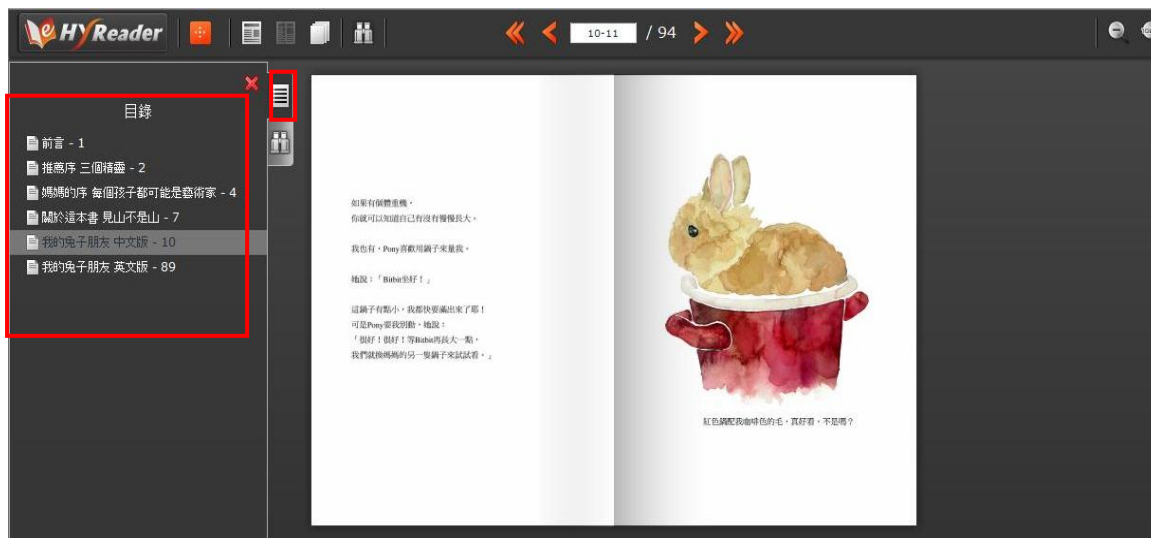 HyReader
10-11 / 94
目錄
前言 - 1
推薦序 三個精靈 - 2
媽媽的序 每個孩子都可能是藝術家 - 4
關於這本書 見山不是山 - 7
我的兔子朋友 中文版 - 10
我的兔子朋友 英文版 - 89
如果有個體重機，
你就可以知道自己有沒有慢慢長大。
我也有，Pony喜歡用鍋子來量我。
她說：「Bitbit坐好！」
這鍋子有點小，我都快要滿出來了耶！
可是Pony要我別動，她說：
「很好！很好！等Bitbit再長大一點，
我們就換媽媽的另一隻鍋子來試試看。」
紅色鍋配我咖啡色的毛，真好看，不是嗎？